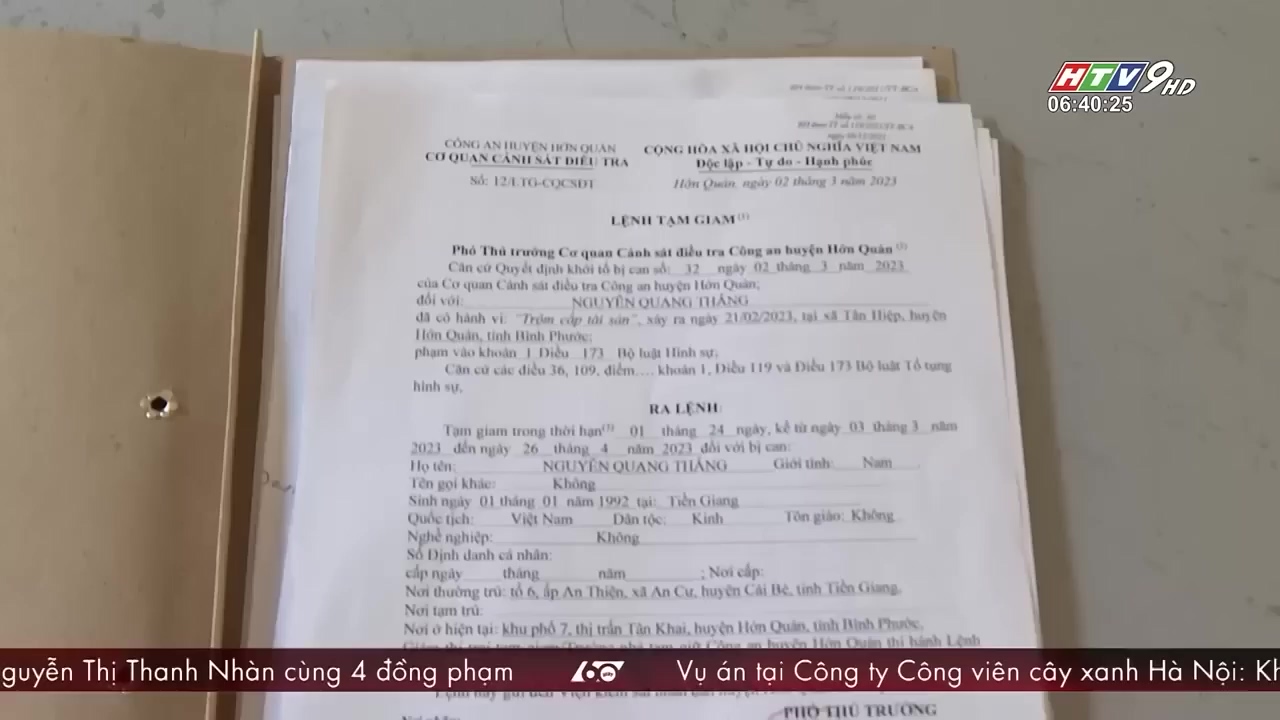 HTV9 HD
06:40:25
CÔNG AN HUYỆN HỚN QUẢN
CƠ QUAN CẢNH SÁT ĐIỀU TRA
Số: 12/LTG-CQCSĐT
CỘNG HÒA XÃ HỘI CHỦ NGHĨA VIỆT NAM
Độc lập - Tự do - Hạnh phúc
Hớn Quản, ngày 02 tháng 3 năm 2023
LỆNH TẠM GIAM (1)
Phó Thủ trưởng Cơ quan Cảnh sát điều tra Công an huyện Hớn Quản (2)
Căn cứ Quyết định khởi tố bị can số: 32 ngày 02 tháng 3 năm 2023
của Cơ quan Cảnh sát điều tra Công an huyện Hớn Quản;
đối với: NGUYỄN QUANG THẮNG
đã có hành vi: "Trộm cắp tài sản", xảy ra ngày 21/02/2023, tại xã Tân Hiệp, huyện
Hớn Quản, tỉnh Bình Phước;
phạm vào khoản 1 Điều 173 Bộ luật Hình sự;
Căn cứ các điều 36, 109, điểm.... khoản 1, Điều 119 và Điều 173 Bộ luật Tố tụng
hình sự,
RA LỆNH:
Tạm giam trong thời hạn(3) 01 tháng 24 ngày, kể từ ngày 03 tháng 3 năm
2023 đến ngày 26 tháng 4 năm 2023 đối với bị can:
Họ tên: NGUYỄN QUANG THẮNG Giới tính: Nam
Tên gọi khác: Không
Sinh ngày 01 tháng 01 năm 1992 tại: Tiền Giang
Quốc tịch: Việt Nam Dân tộc: Kinh Tôn giáo: Không
Nghề nghiệp: Không
Số Định danh cá nhân:
cấp ngày tháng năm ; Nơi cấp:
Nơi thường trú: tổ 6, ấp An Thiện, xã An Cư, huyện Cái Bè, tỉnh Tiền Giang.
Nơi tạm trú:
Nơi ở hiện tại: khu phố 7, thị trấn Tân Khai, huyện Hớn Quản, tỉnh Bình Phước.
guyễn Thị Thanh Nhàn cùng 4 đồng phạm 60 giây Vụ án tại Công ty Công viên cây xanh Hà Nội: Kh
PHÓ THỦ TRƯỞNG